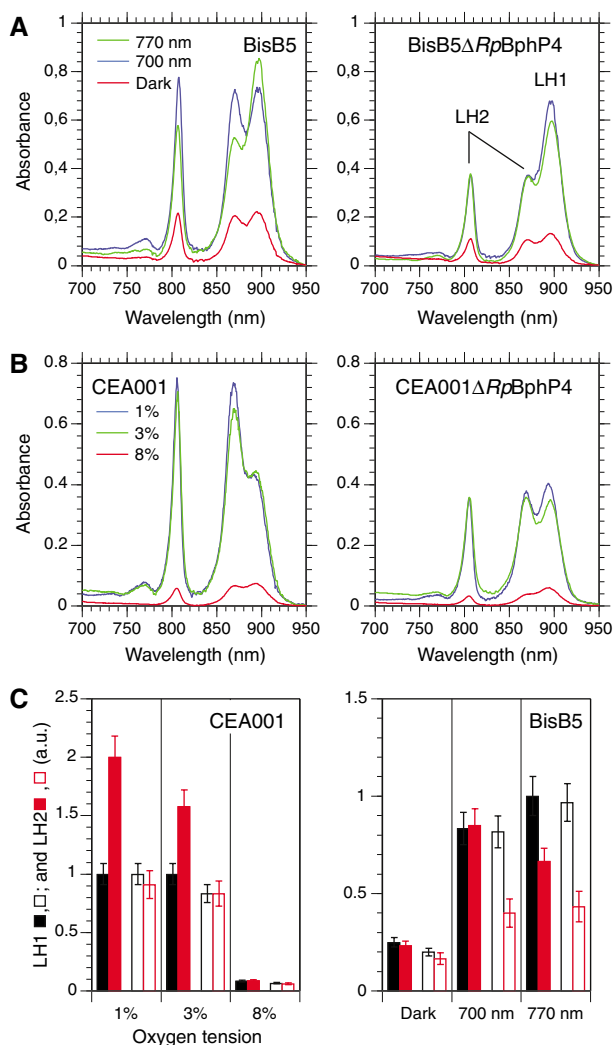 A
770 nm
700 nm
Dark
BisB5
BisB5ΔRpBphP4
LH1
LH2
Absorbance
1
0,8
0,6
0,4
0,2
0
700 750 800 850 900 950
700 750 800 850 900 950
Wavelength (nm)
Wavelength (nm)
B
CEA001
1%
3%
8%
CEA001ΔRpBphP4
Absorbance
0.8
0.6
0.4
0.2
0
700 750 800 850 900 950
700 750 800 850 900 950
Wavelength (nm)
Wavelength (nm)
C
CEA001
BisB5
LH1 ■,□; and LH2 ■,□ (a.u.)
2.5
2
1.5
1
0.5
0
1.5
1
0.5
0
1% 3% 8%
Oxygen tension
Dark 700 nm 770 nm